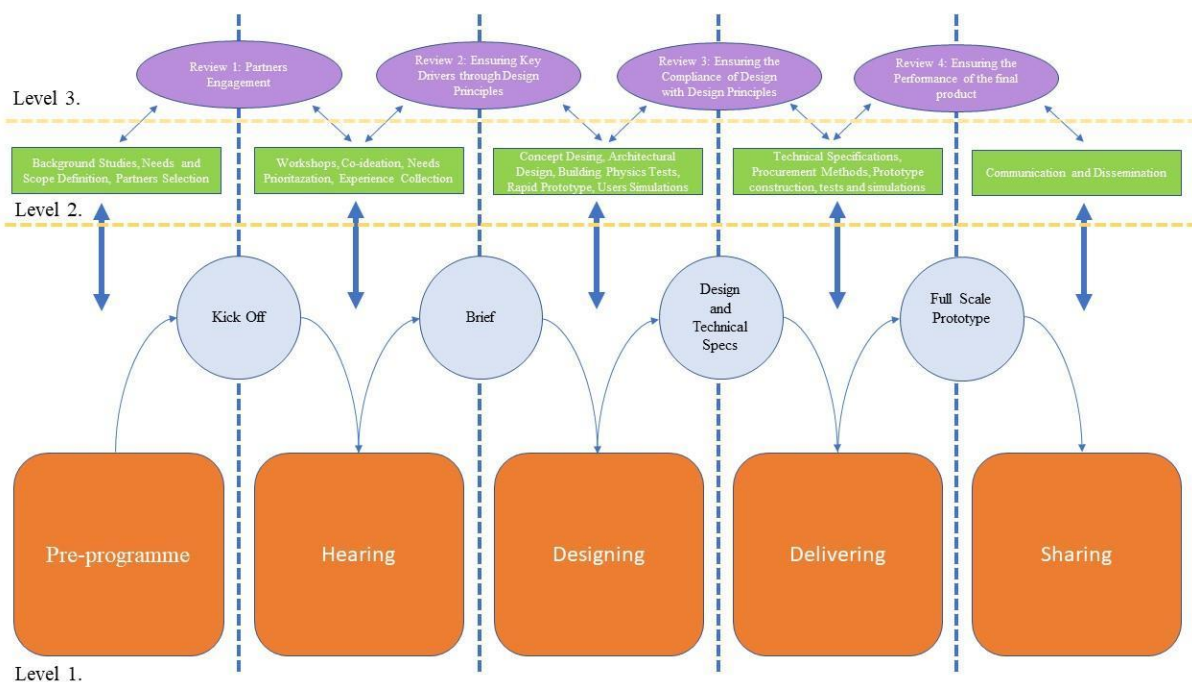 Review 1: Partners
Engagement
Review 2: Ensuring Key
Drivers through Design
Principles
Review 3: Ensuring the
Compliance of Design
with Design Principles
Review 4: Ensuring the
Performance of the final
product
Level 3.
Background Studies, Needs and
Scope Definition, Partners Selection
Workshops, Co-ideation, Needs
Prioritazation, Experience Collection
Concept Desing, Architectural
Design, Building Physics Tests,
Rapid Prototype, Users Simulations
Technical Specifications,
Procurement Methods, Prototype
construction, tests and simulations
Communication and Dissemination
Level 2.
Kick Off
Brief
Design
and
Technical
Specs
Full Scale
Prototype
Pre-programme
Hearing
Designing
Delivering
Sharing
Level 1.